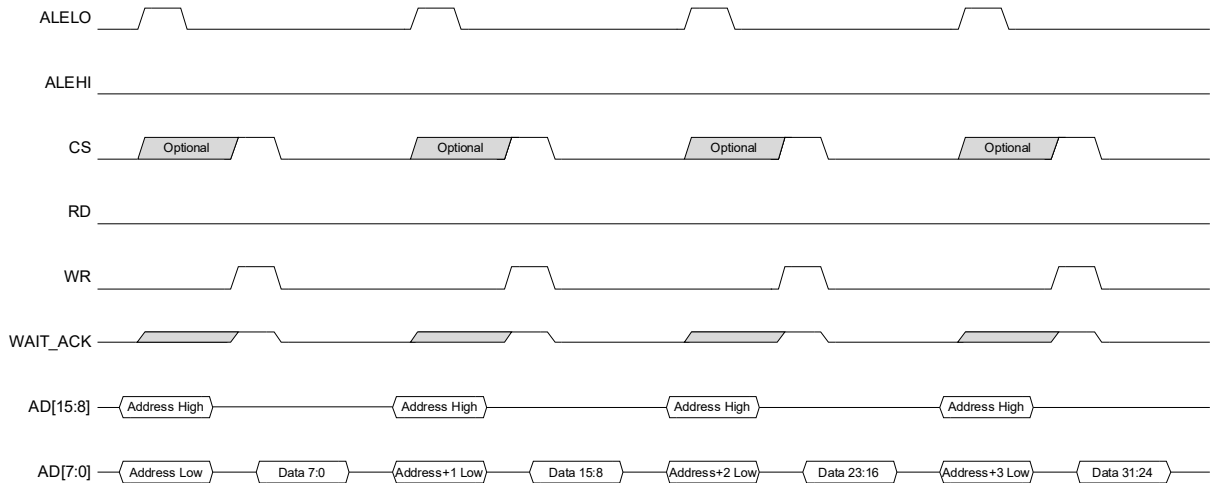 ALELO
ALEHI
CS Optional Optional Optional Optional
RD
WR
WAIT_ACK
AD[15:8] Address High Address High Address High Address High
AD[7:0] Address Low Data 7:0 Address+1 Low Data 15:8 Address+2 Low Data 23:16 Address+3 Low Data 31:24